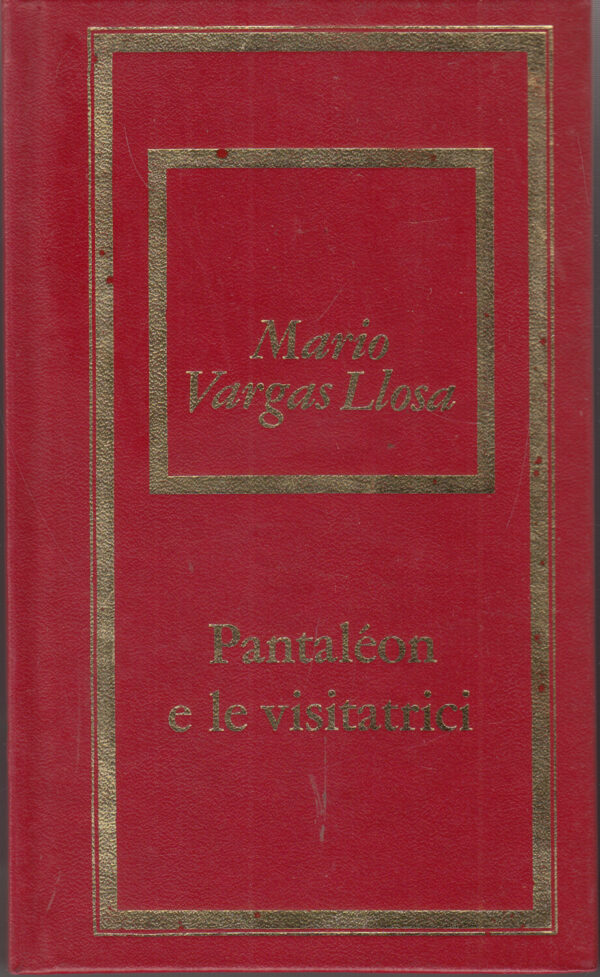 Mario
Vargas Llosa
Pantaléon
e le visitatrici